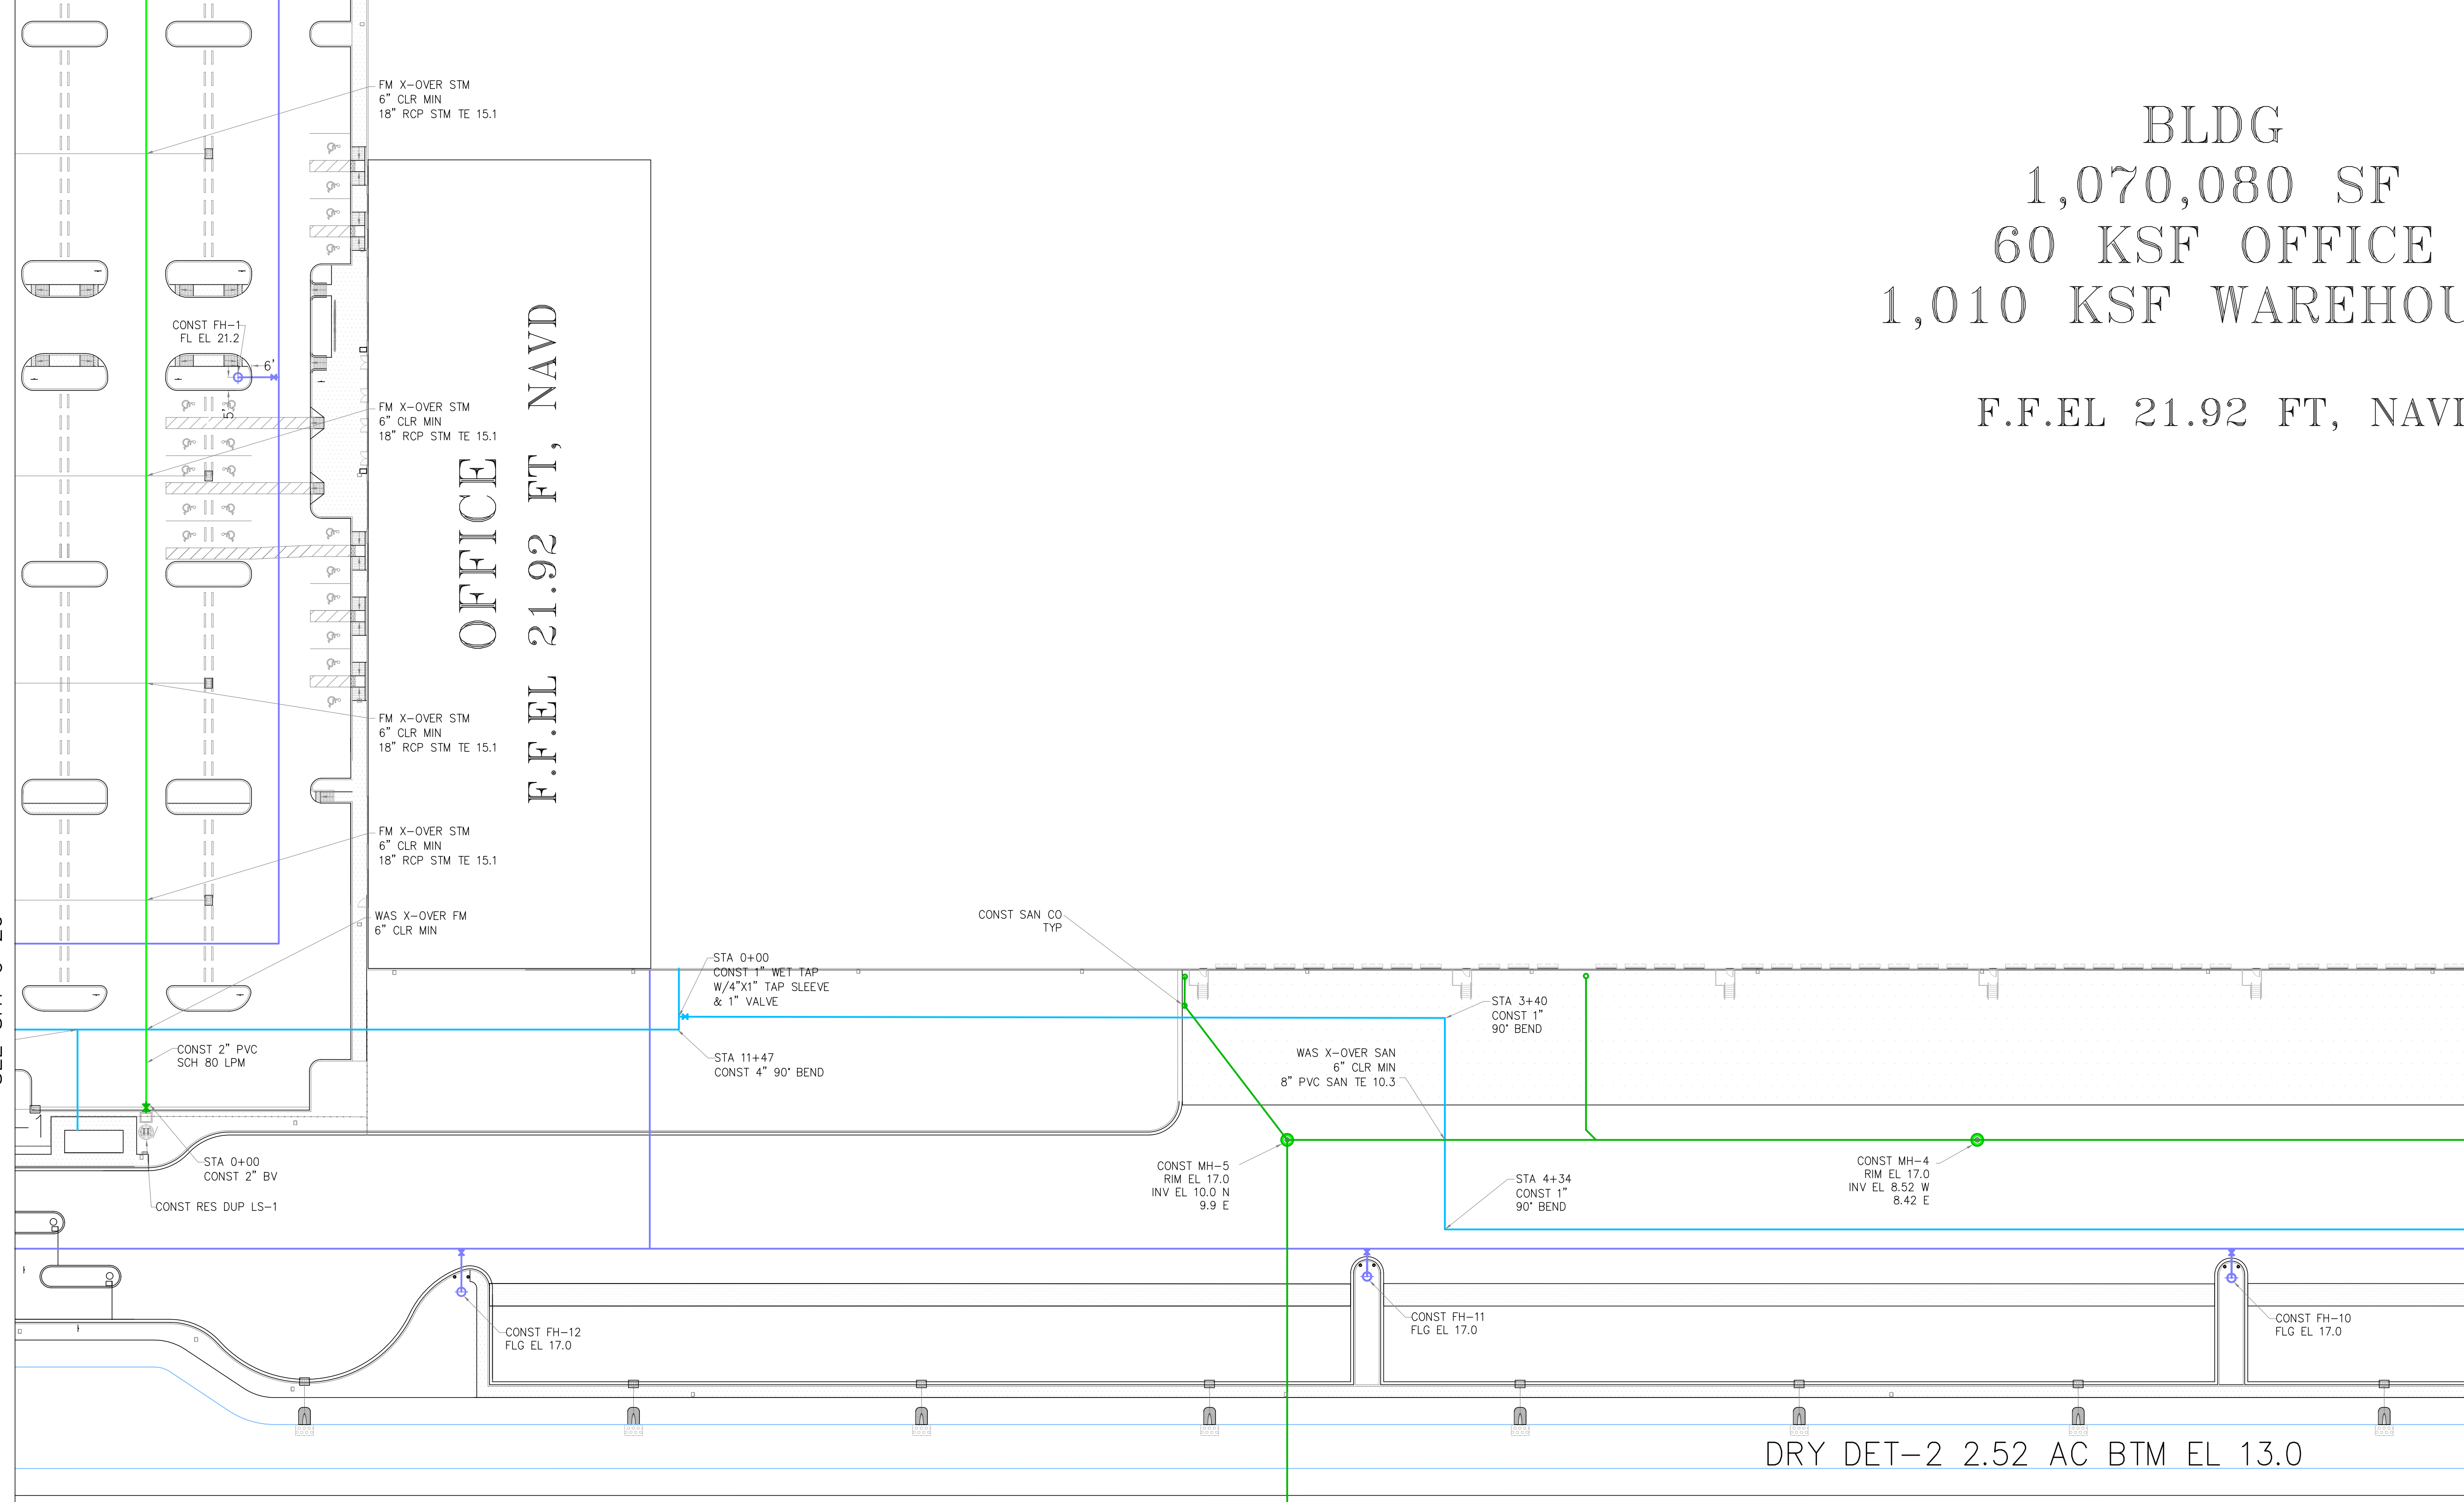 FM X-OVER STM
6" CLR MIN
18" RCP STM TE 15.1
BLDG
1,070,080 SF
60 KSF OFFICE
1,010 KSF WAREHOU
F.F.EL 21.92 FT, NAV
CONST FH-1
FL EL 21.2
6'
5'
FM X-OVER STM
6" CLR MIN
18" RCP STM TE 15.1
OFFICE
F.F.EL 21.92 FT, NAVD
FM X-OVER STM
6" CLR MIN
18" RCP STM TE 15.1
FM X-OVER STM
6" CLR MIN
18" RCP STM TE 15.1
WAS X-OVER FM
6" CLR MIN
CONST SAN CO
TYP
STA 0+00
CONST 1" WET TAP
W/4"X1" TAP SLEEVE
& 1" VALVE
STA 3+40
CONST 1"
90° BEND
CONST 2" PVC
SCH 80 LPM
STA 11+47
CONST 4" 90° BEND
WAS X-OVER SAN
6" CLR MIN
8" PVC SAN TE 10.3
STA 0+00
CONST 2" BV
CONST RES DUP LS-1
CONST MH-5
RIM EL 17.0
INV EL 10.0 N
9.9 E
STA 4+34
CONST 1"
90° BEND
CONST MH-4
RIM EL 17.0
INV EL 8.52 W
8.42 E
CONST FH-12
FLG EL 17.0
CONST FH-11
FLG EL 17.0
CONST FH-10
FLG EL 17.0
DRY DET-2 2.52 AC BTM EL 13.0